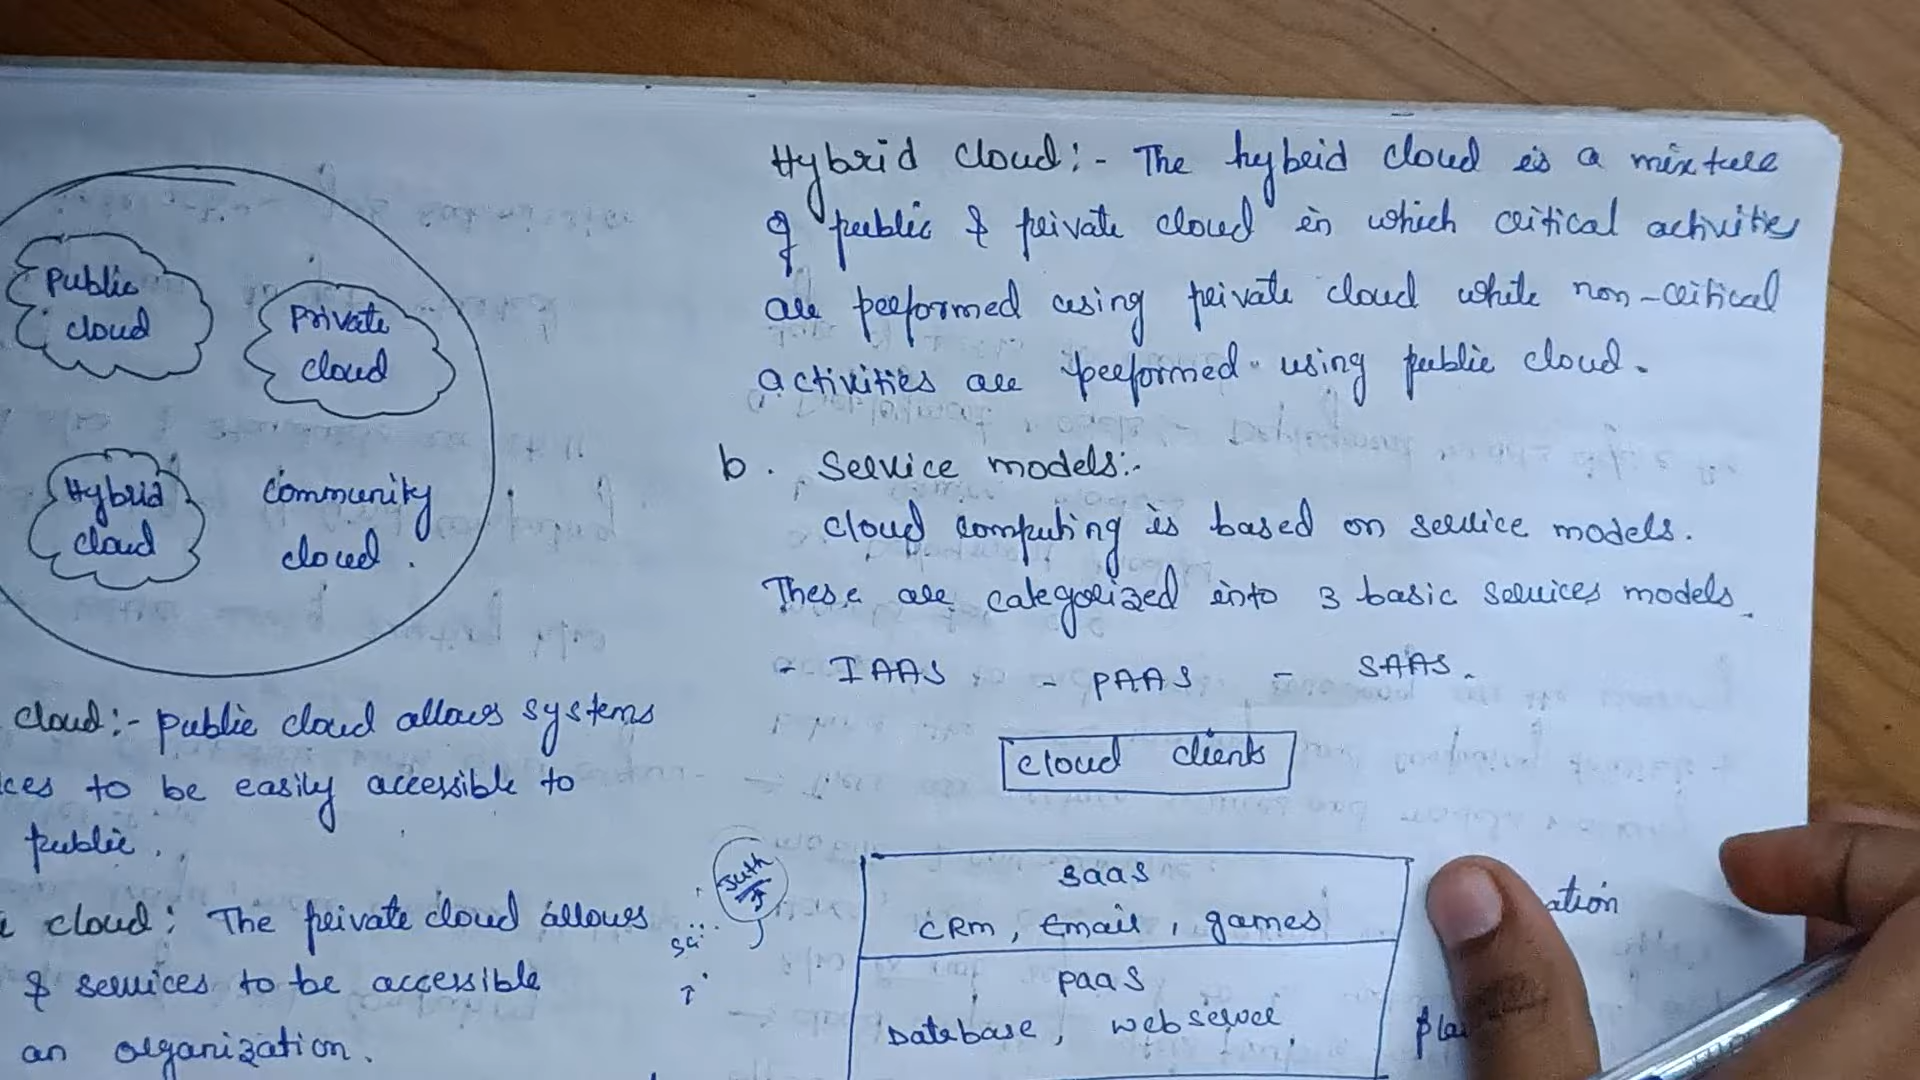 Public
cloud
Private
cloud
Hybrid
cloud
community
cloud.
cloud:- public cloud allows systems
ces to be easily accessible to
public.
e cloud: The private cloud allows
& services to be accessible
an organization.
Hybrid cloud:- The hybrid cloud is a mixture
of public & private cloud in which critical activities
are performed using private cloud while non-critical
activities are performed using public cloud.
b. Service models:-
cloud computing is based on service models.
These are categorized into 3 basic services models.
- IAAS - PAAS - SAAS.
cloud clients
saas
CRM, Email, games
ation
paas
Database, webserver,
pla